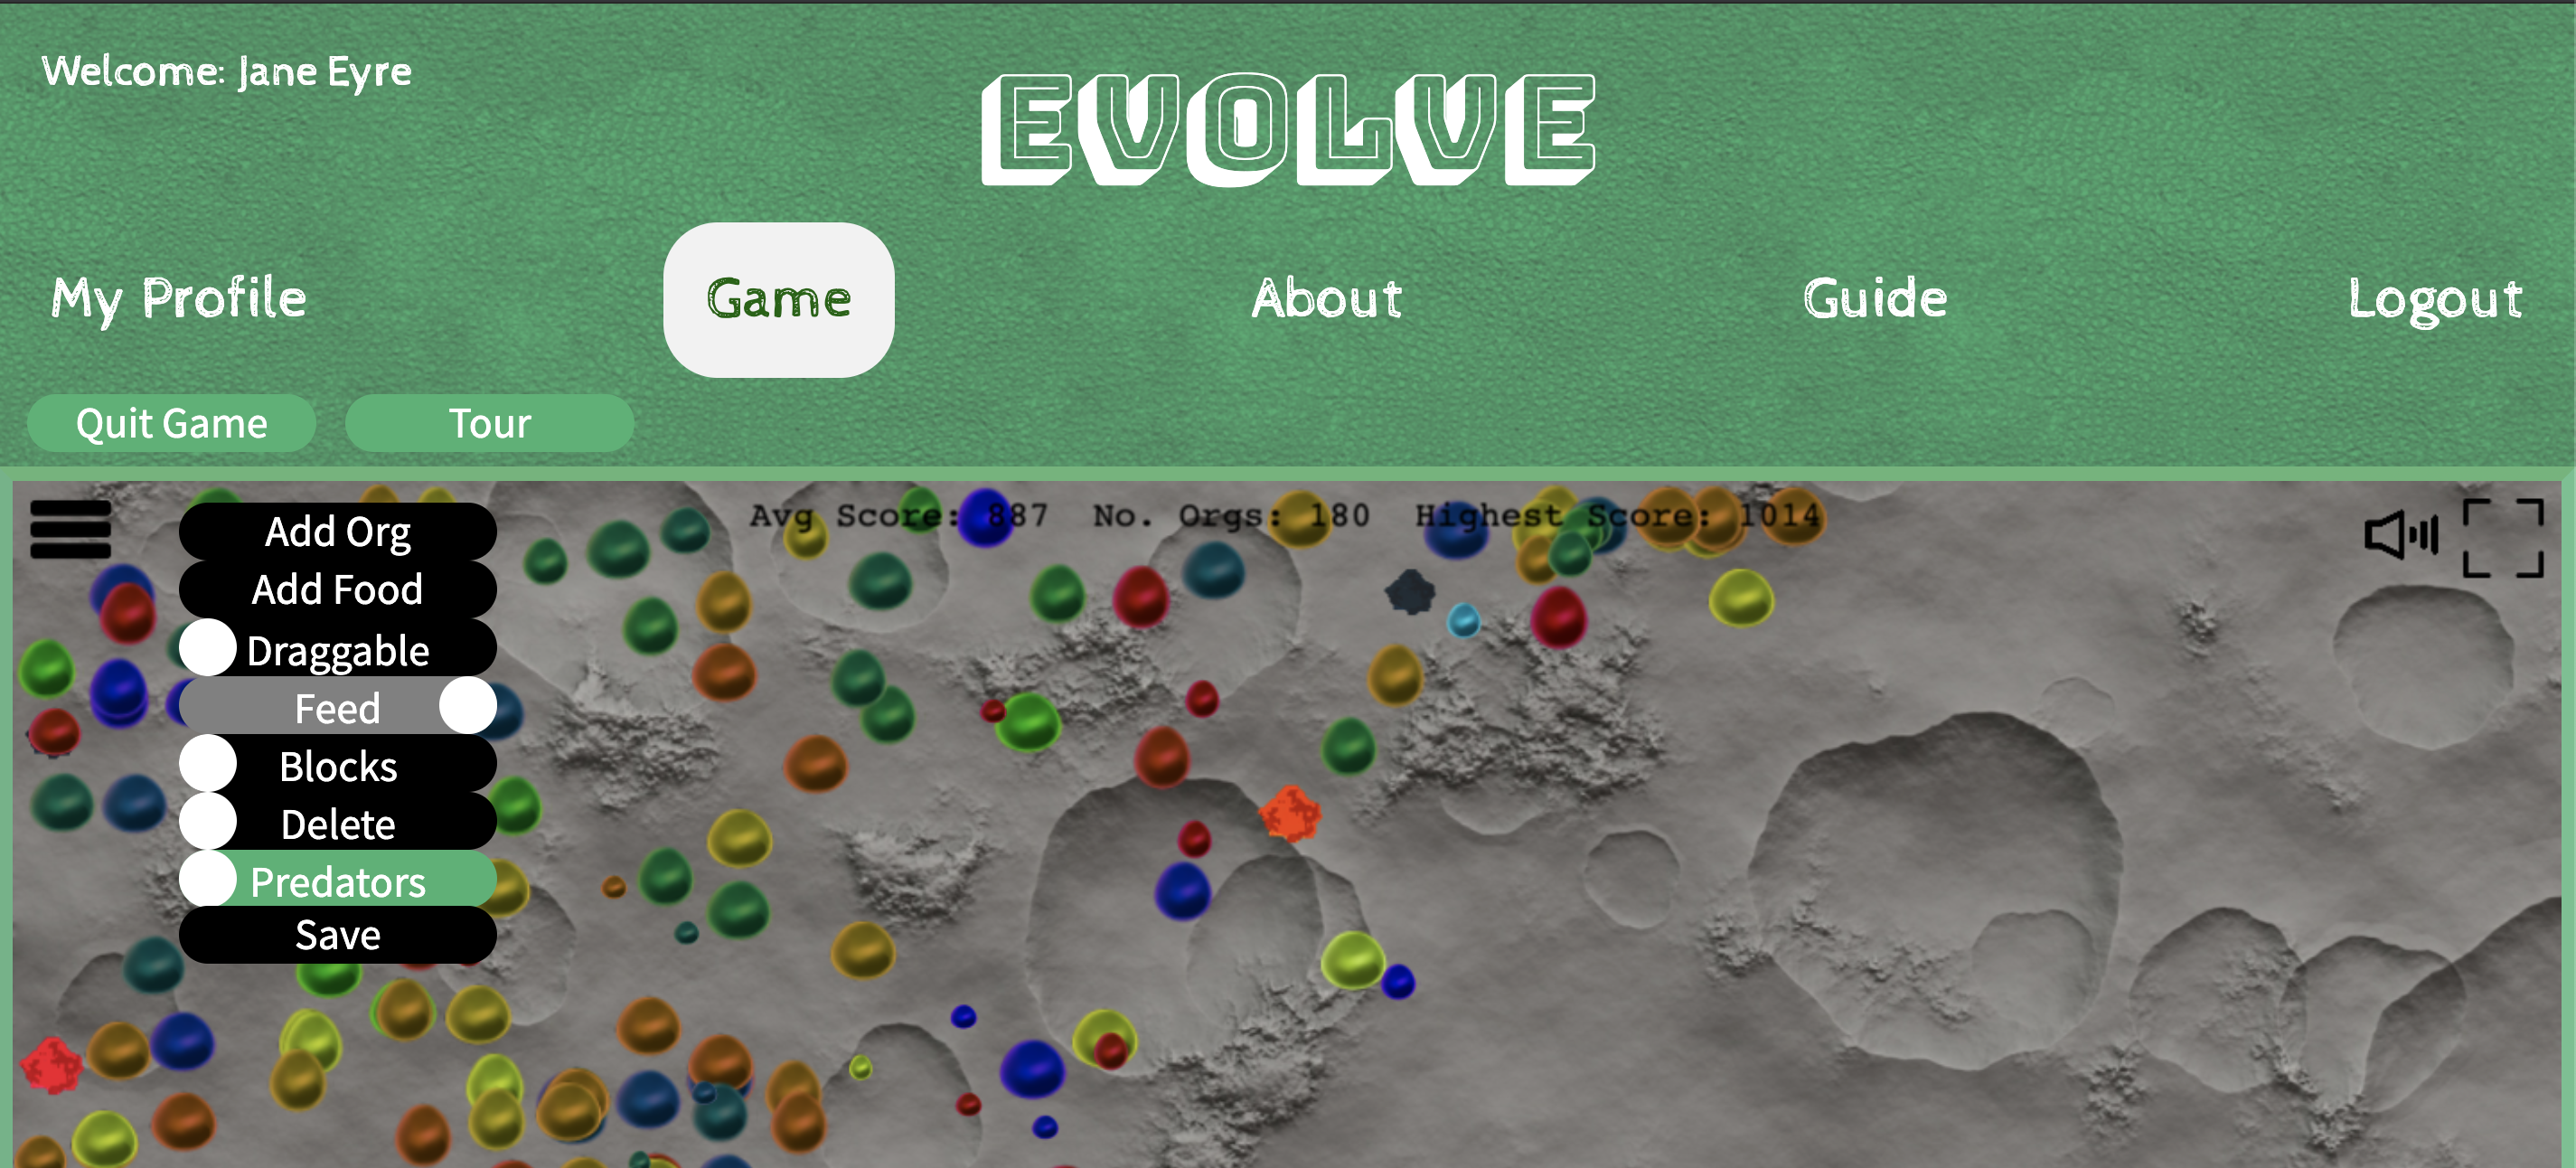 Welcome: Jane Eyre
EVOLVE
My Profile
Game
About
Guide
Logout
Quit Game
Tour
Avg Score: 887 No. Orgs: 180 Highest Score: 1014
Add Org
Add Food
Draggable
Feed
Blocks
Delete
Predators
Save